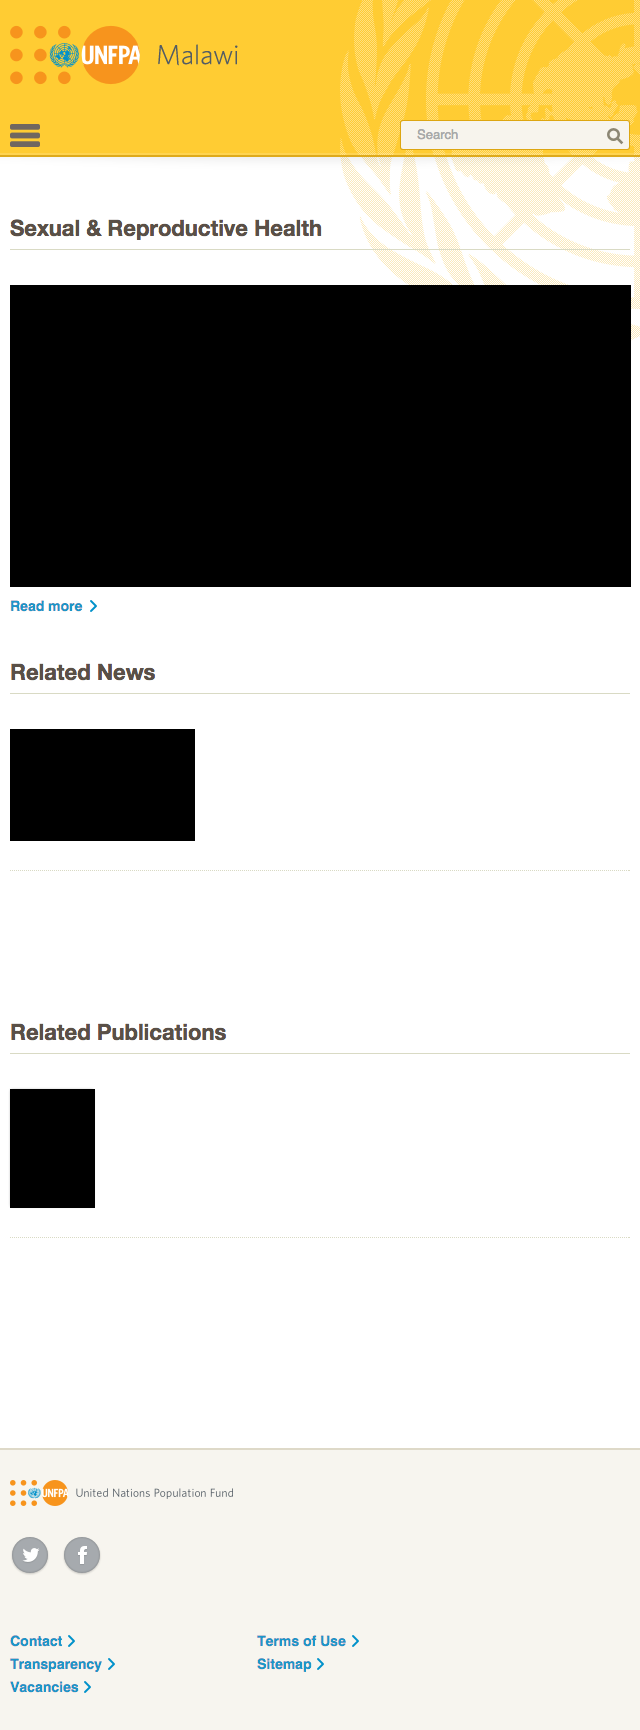 UNFPA Malawi
Search
Sexual & Reproductive Health
Read more
Related News
Related Publications
UNFPA United Nations Population Fund
Contact
Terms of Use
Transparency
Sitemap
Vacancies